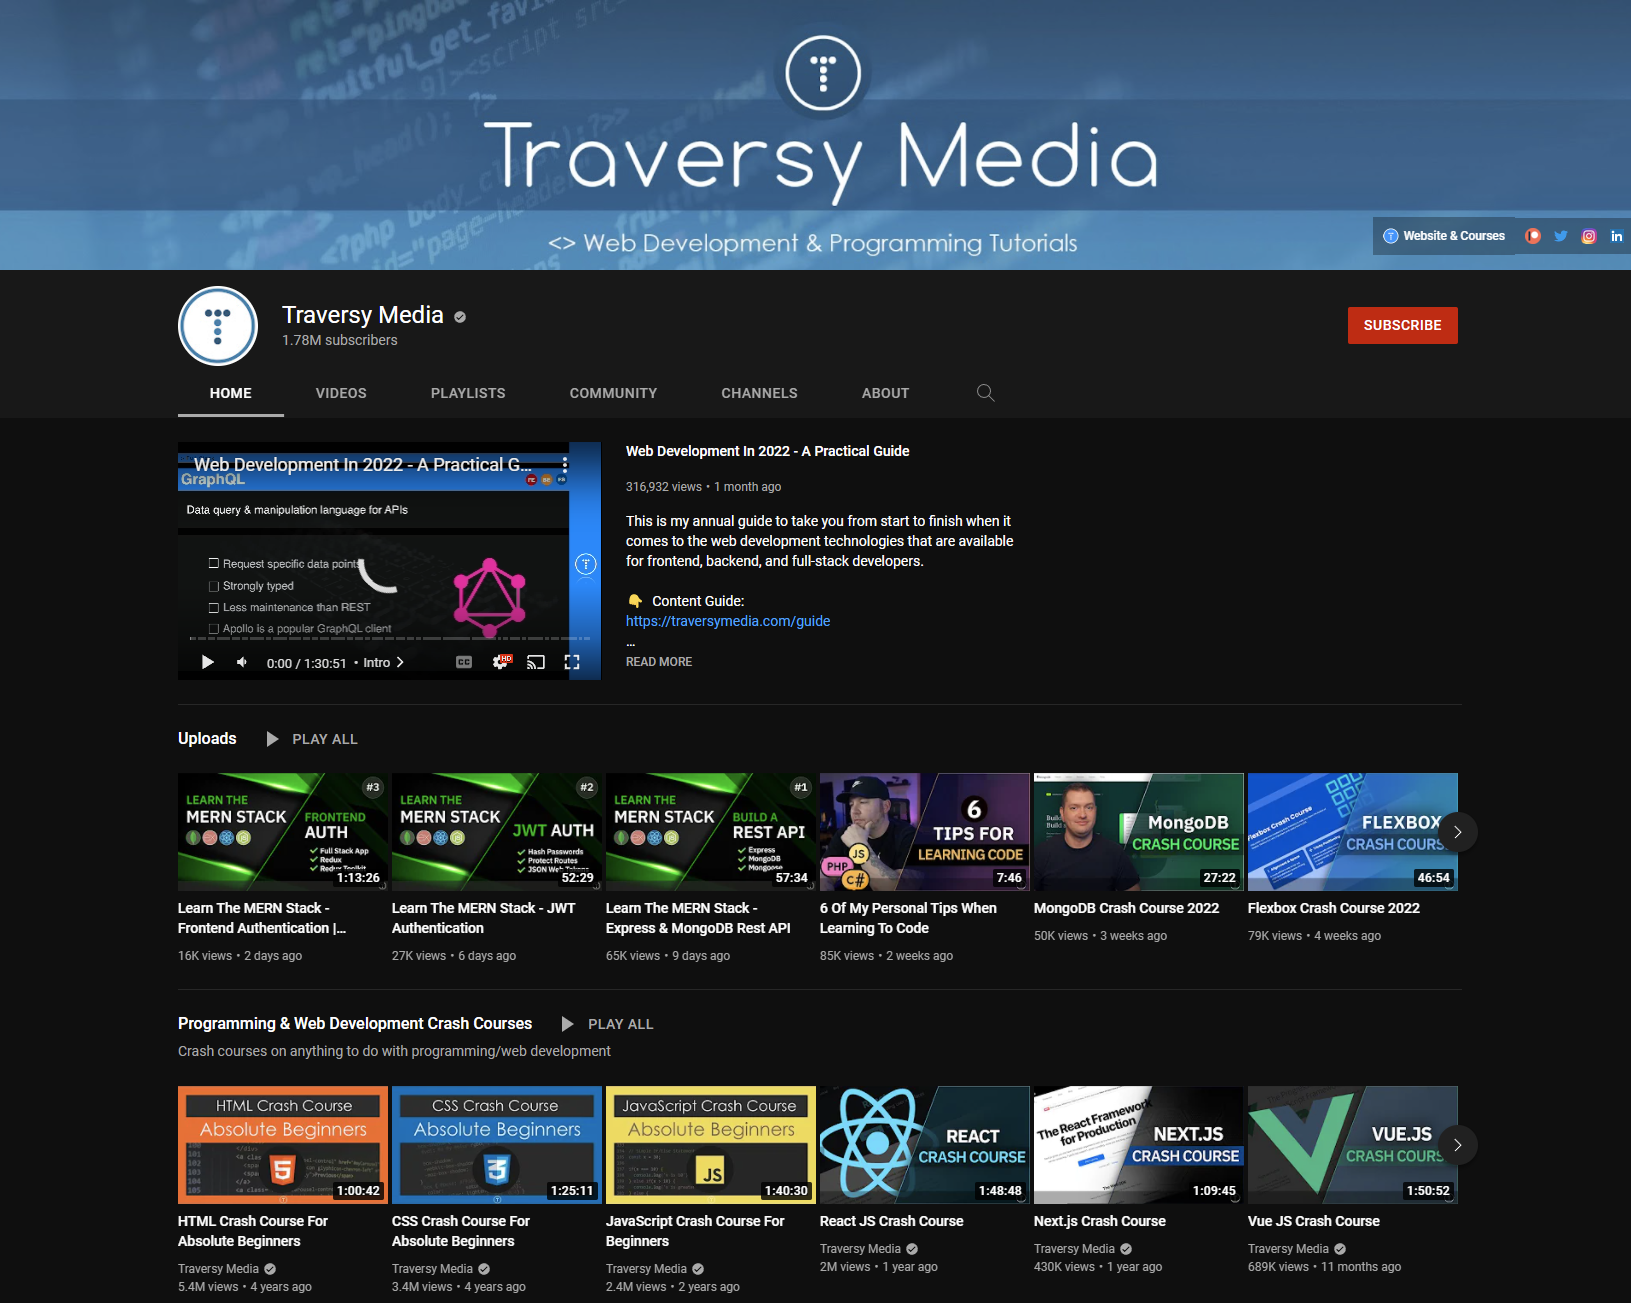 Traversy Media
<> Web Development & Programming Tutorials
Website & Courses
Traversy Media
1.78M subscribers
SUBSCRIBE
HOME
VIDEOS
PLAYLISTS
COMMUNITY
CHANNELS
ABOUT
Web Development In 2022 - A Practical G...
GraphQL
Data query & manipulation language for APIs
Request specific data points
Strongly typed
Less maintenance than REST
Apollo is a popular GraphQL client
0:00 / 1:30:51 • Intro
CC
HD
Web Development In 2022 - A Practical Guide
316,932 views • 1 month ago
This is my annual guide to take you from start to finish when it
comes to the web development technologies that are available
for frontend, backend, and full-stack developers.
Content Guide:
https://traversymedia.com/guide
...
READ MORE
Uploads
PLAY ALL
#3
LEARN THE
MERN STACK
FRONTEND
AUTH
Full Stack App
Redux
Redux Toolkit
1:13:26
Learn The MERN Stack -
Frontend Authentication |...
16K views • 2 days ago
#2
LEARN THE
MERN STACK
JWT AUTH
Hash Passwords
Protect Routes
JSON Web Tokens
52:29
Learn The MERN Stack - JWT
Authentication
27K views • 6 days ago
#1
LEARN THE
MERN STACK
BUILD A
REST API
Express
MongoDB
Mongoose
57:34
Learn The MERN Stack -
Express & MongoDB Rest API
65K views • 9 days ago
6
TIPS FOR
LEARNING CODE
JS
PHP
C#
7:46
6 Of My Personal Tips When
Learning To Code
85K views • 2 weeks ago
MongoDB
CRASH COURSE
27:22
MongoDB Crash Course 2022
50K views • 3 weeks ago
Flexbox Crash Course
FLEXBOX
CRASH COURS
46:54
Flexbox Crash Course 2022
79K views • 4 weeks ago
Programming & Web Development Crash Courses
PLAY ALL
Crash courses on anything to do with programming/web development
HTML Crash Course
Absolute Beginners
5
1:00:42
HTML Crash Course For
Absolute Beginners
Traversy Media
5.4M views • 4 years ago
CSS Crash Course
Absolute Beginners
3
1:25:11
CSS Crash Course For
Absolute Beginners
Traversy Media
3.4M views • 4 years ago
JavaScript Crash Course
Absolute Beginners
JS
1:40:30
JavaScript Crash Course For
Beginners
Traversy Media
2.4M views • 2 years ago
REACT
CRASH COURSE
1:48:48
React JS Crash Course
Traversy Media
2M views • 1 year ago
The React Framework
for Production
NEXT.JS
CRASH COURSE
1:09:45
Next.js Crash Course
Traversy Media
430K views • 1 year ago
VUE.JS
CRASH COURS
1:50:52
Vue JS Crash Course
Traversy Media
689K views • 11 months ago